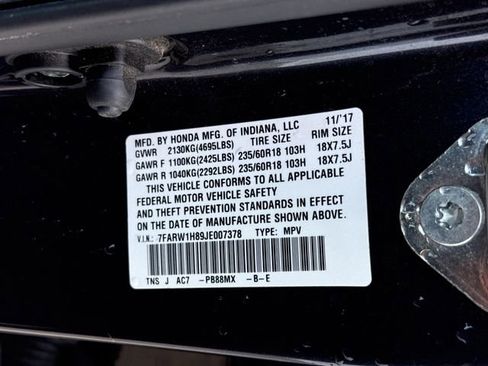 MFD. BY HONDA MFG. OF INDIANA, LLC 11/'17
GVWR 2130KG(4695LBS) TIRE SIZE RIM SIZE
GAWR F 1100KG(2425LBS) 235/60R18 103H 18X7.5J
GAWR R 1040KG(2292LBS) 235/60R18 103H 18X7.5J
THIS VEHICLE CONFORMS TO ALL APPLICABLE
FEDERAL MOTOR VEHICLE SAFETY
AND THEFT PREVENTION STANDARDS IN EFFECT
ON THE DATE OF MANUFACTURE SHOWN ABOVE.
V.I.N.: 7FARW1H89JE007378 TYPE: MPV
TNS J AC7 -PB88MX -B-E